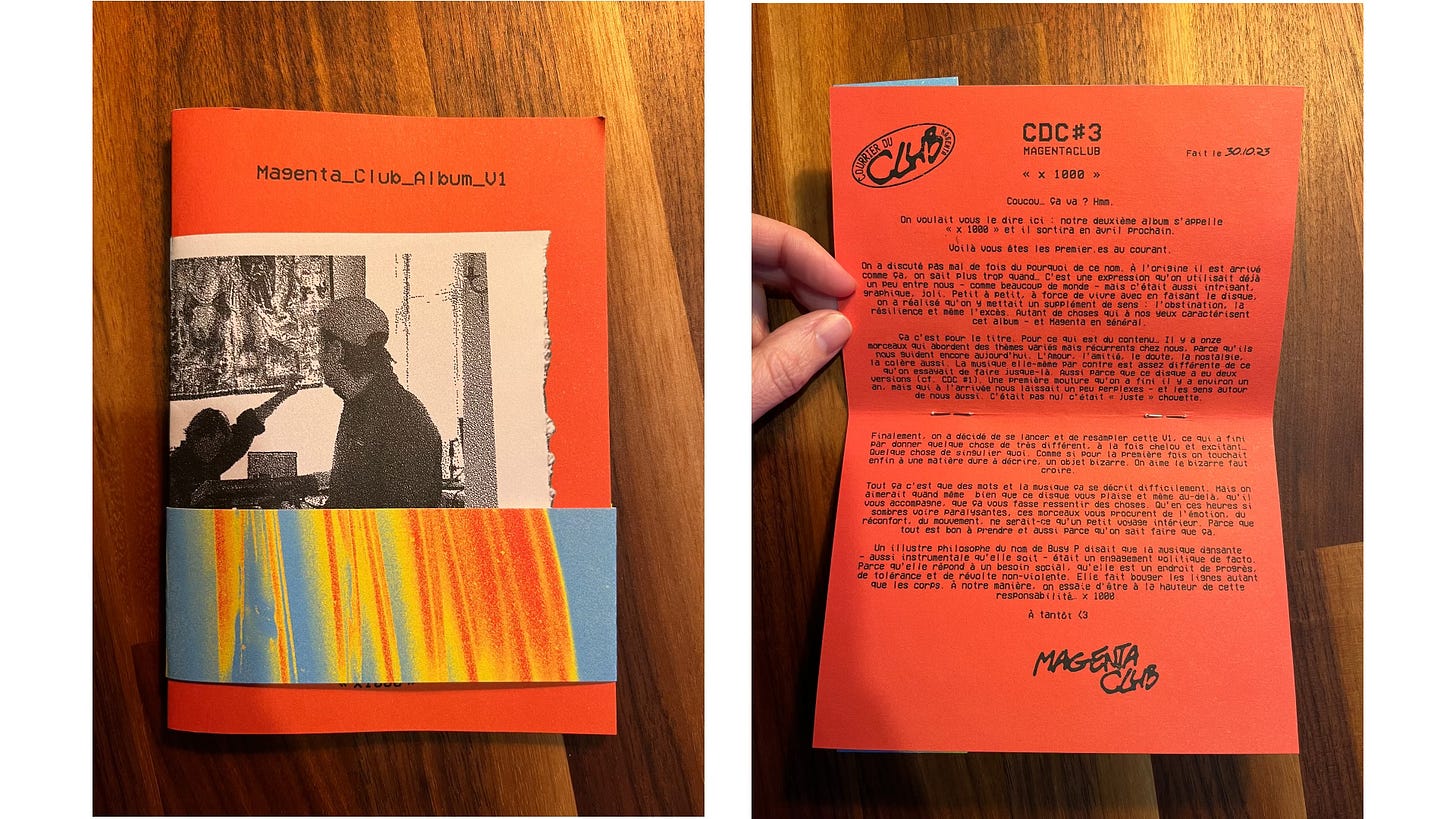 Magenta_Club_Album_V1
« x1000 »
COURRIER DU
CLUB
MAGENTA
CDC#3
MAGENTACLUB
Fait le 30.10.23
« x 1000 »
Coucou… Ça va ? Hmm.
On voulait vous le dire ici : notre deuxième album s'appelle
« x 1000 » et il sortira en avril prochain.
Voilà vous êtes les premier.es au courant.
On a discuté pas mal de fois du pourquoi de ce nom. À l'origine il est arrivé
comme ça, on sait plus trop quand… C'est une expression qu'on utilisait déjà
un peu entre nous - comme beaucoup de monde - mais c'était aussi intrigant,
graphique, joli. Petit à petit, à force de vivre avec en faisant le disque,
on a réalisé qu'on y mettait un supplément de sens : l'obstination, la
résilience et même l'excès. Autant de choses qui à nos yeux caractérisent
cet album - et Magenta en général.
Ça c'est pour le titre. Pour ce qui est du contenu… Il y a onze
morceaux qui abordent des thèmes variés mais récurrents chez nous, parce qu'ils
nous guident encore aujourd'hui. L'Amour, l'amitié, le doute, la nostalgie,
la colère aussi. La musique elle-même par contre est assez différente de ce
qu'on essayait de faire jusque-là. Aussi parce que ce disque a eu deux
versions (cf. CDC #1). Une première mouture qu'on a fini il y a environ un
an, mais qui à l'arrivée nous laissait un peu perplexes - et les gens autour
de nous aussi. C'était pas nul c'était « juste » chouette.
Finalement, on a décidé de se lancer et de resampler cette V1, ce qui a fini
par donner quelque chose de très différent, à la fois chelou et excitant…
Quelque chose de singulier quoi. Comme si pour la première fois on touchait
enfin à une matière dure à décrire, un objet bizarre. On aime le bizarre faut
croire.
Tout ça c'est que des mots et la musique ça se décrit difficilement. Mais on
aimerait quand même bien que ce disque vous plaise et même au-delà, qu'il
vous accompagne, que ça vous fasse ressentir des choses. Qu'en ces heures si
sombres voire paralysantes, ces morceaux vous procurent de l'émotion, du
réconfort, du mouvement, ne serait-ce qu'un petit voyage intérieur. Parce que
tout est bon à prendre et aussi parce qu'on sait faire que ça.
Un illustre philosophe du nom de Busy P disait que la musique dansante
- aussi instrumentale qu'elle soit - était un engagement politique de facto.
Parce qu'elle répond à un besoin social, qu'elle est un endroit de progrès,
de tolérance et de révolte non-violente. Elle fait bouger les lignes autant
que les corps. À notre manière, on essaie d'être à la hauteur de cette
responsabilité… x 1000
À tantôt <3
MAGENTA
CLUB